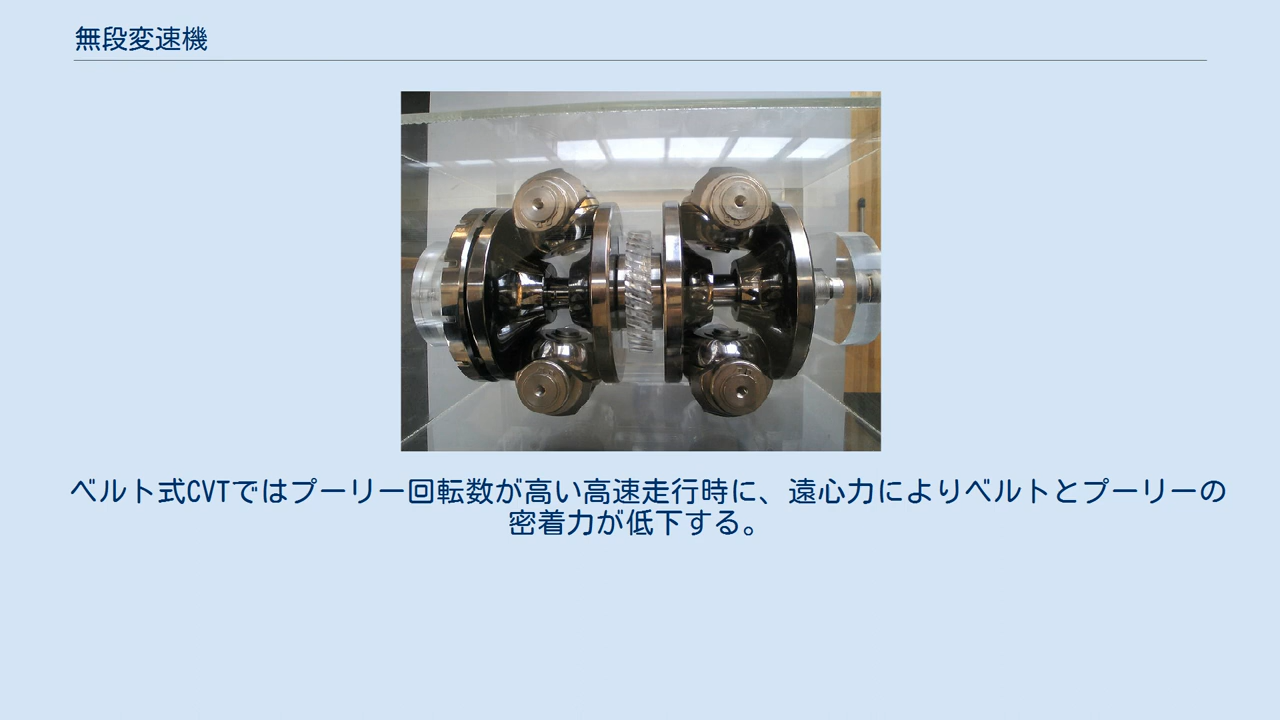 無段変速機
ベルト式CVTではプーリー回転数が高い高速走行時に、遠心力によりベルトとプーリーの
密着力が低下する。